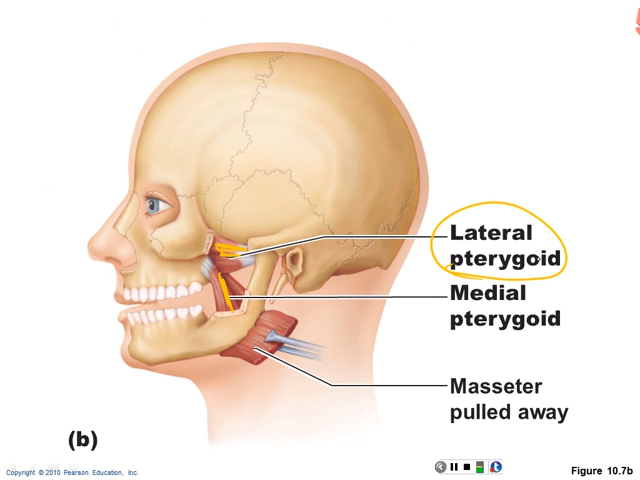 Lateral
pterygoid
Medial
pterygoid
Masseter
pulled away
(b)
Copyright © 2010 Pearson Education, Inc.
Figure 10.7b